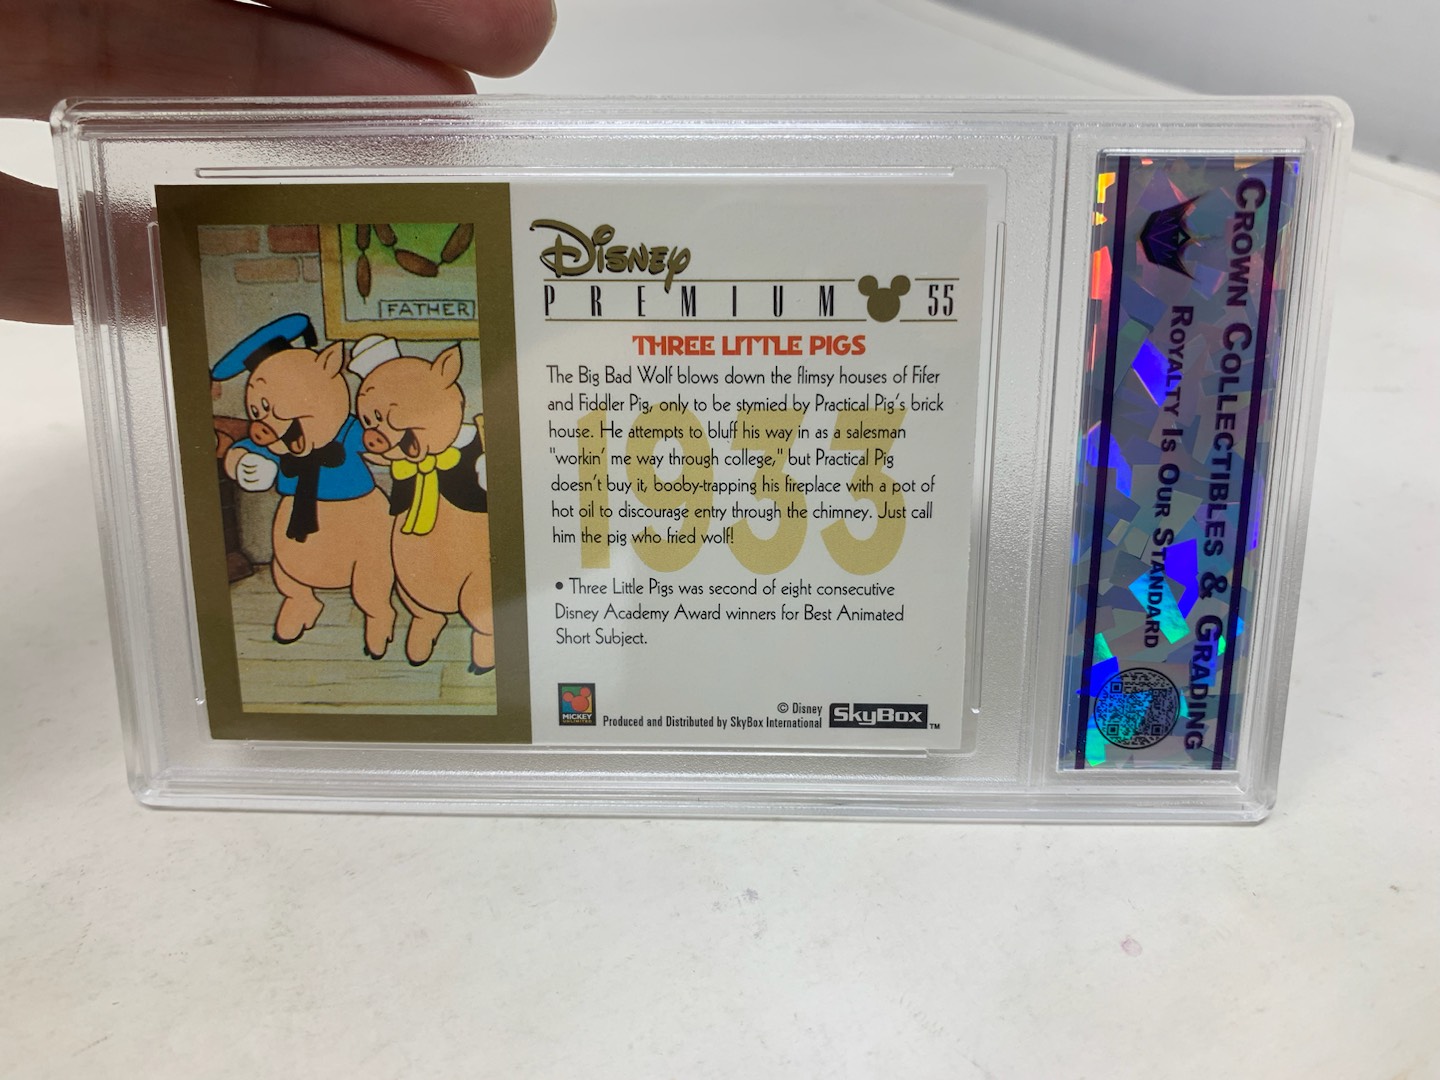 FATHER
Disney
PREMIUM 55
THREE LITTLE PIGS
1933
The Big Bad Wolf blows down the flimsy houses of Fifer
and Fiddler Pig, only to be stymied by Practical Pig's brick
house. He attempts to bluff his way in as a salesman
"workin' me way through college," but Practical Pig
doesn't buy it, booby-trapping his fireplace with a pot of
hot oil to discourage entry through the chimney. Just call
him the pig who fried wolf!
• Three Little Pigs was second of eight consecutive
Disney Academy Award winners for Best Animated
Short Subject.
MICKEY
UNLIMITED
© Disney
Produced and Distributed by SkyBox International
SkyBox™
CROWN COLLECTIBLES & GRADING
ROYALTY IS OUR STANDARD